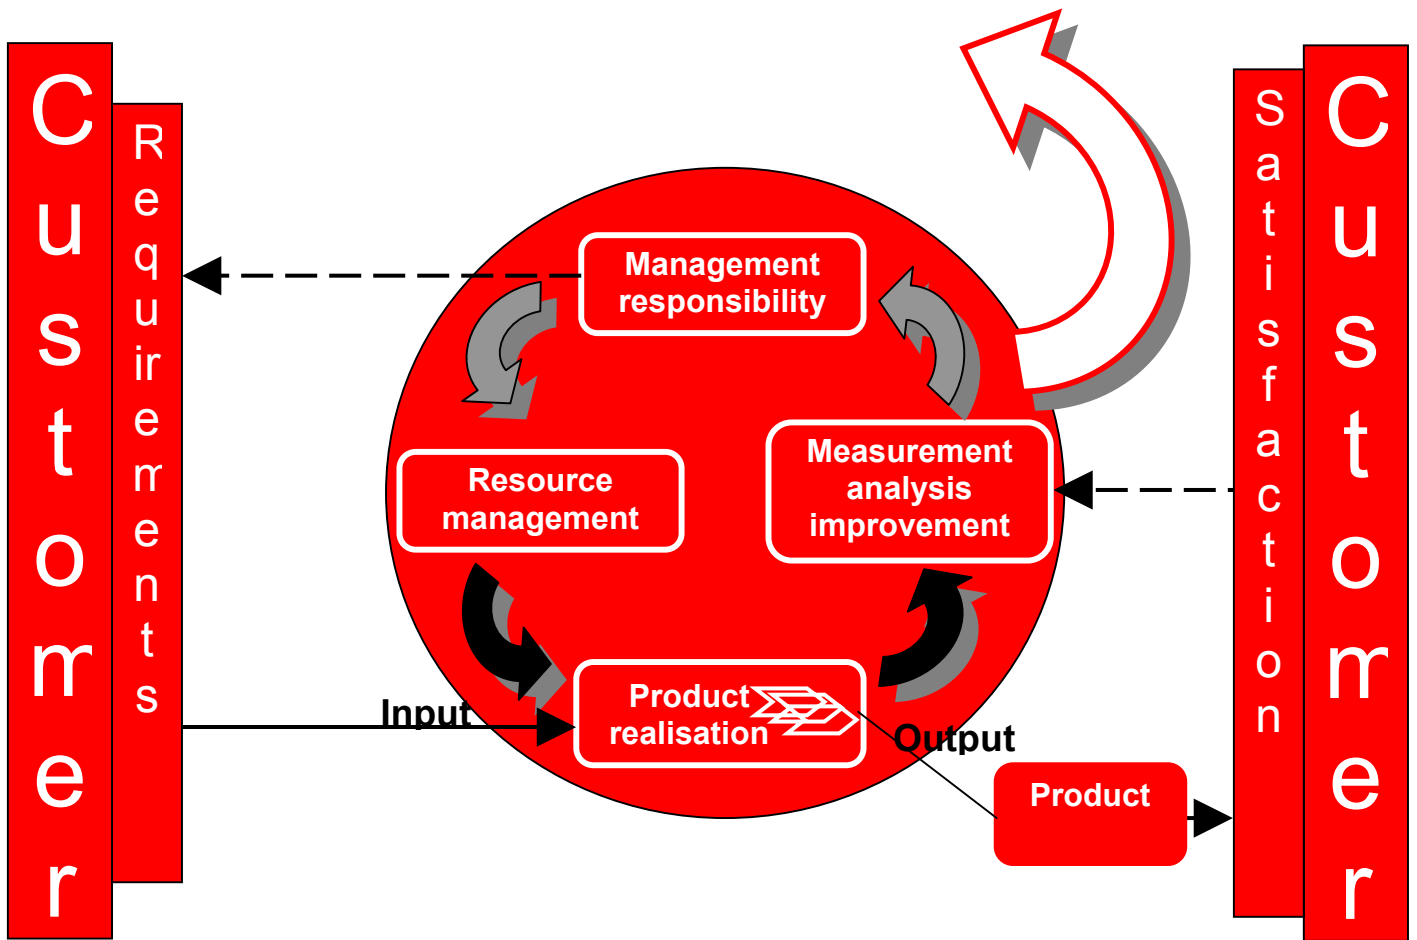 Customer
Requirements
Management
responsibility
Resource
management
Measurement
analysis
improvement
Product
realisation
Input
Output
Product
Satisfaction
Customer